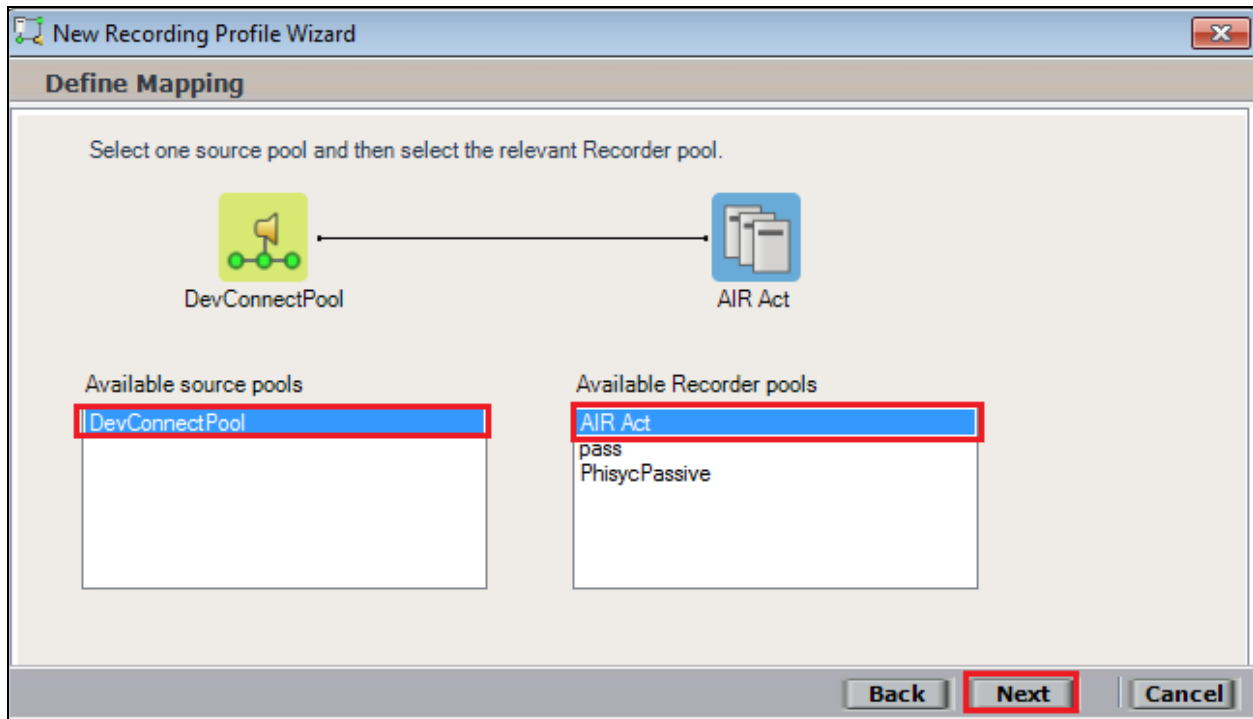 New Recording Profile Wizard
Define Mapping
Select one source pool and then select the relevant Recorder pool.
DevConnectPool
AIR Act
Available source pools
DevConnectPool
Available Recorder pools
AIR Act
pass
PhisycPassive
Back
Next
Cancel